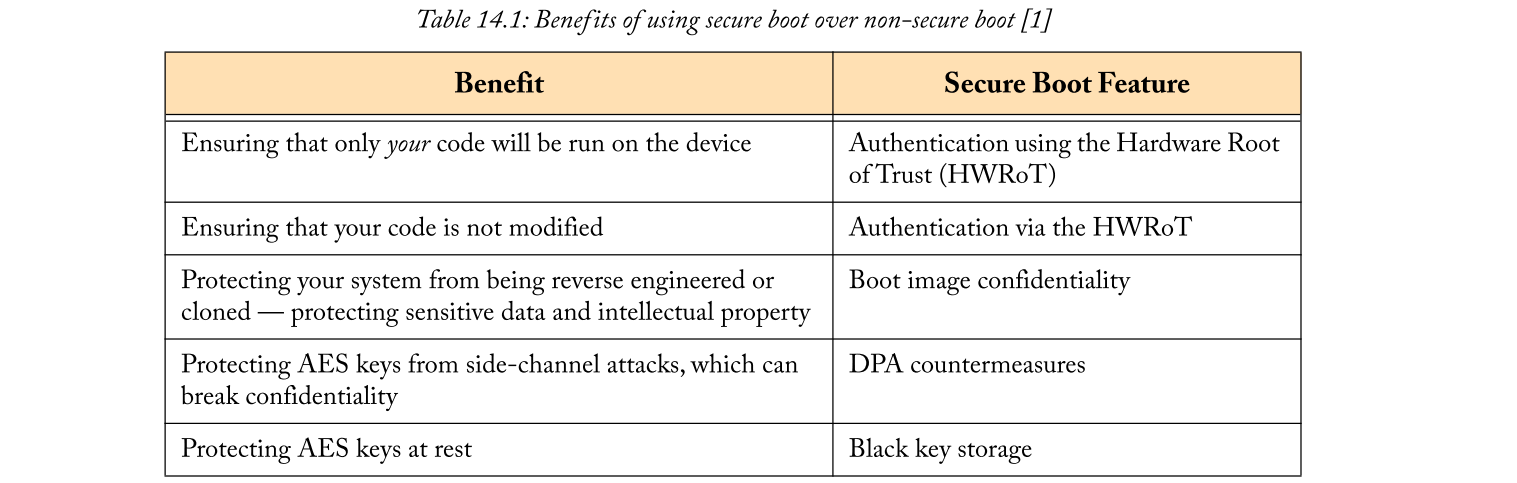 Table 14.1: Benefits of using secure boot over non-secure boot [1]
Benefit
Secure Boot Feature
Ensuring that only your code will be run on the device
Authentication using the Hardware Root
of Trust (HWRoT)
Ensuring that your code is not modified
Authentication via the HWRoT
Protecting your system from being reverse engineered or
cloned — protecting sensitive data and intellectual property
Boot image confidentiality
Protecting AES keys from side-channel attacks, which can
break confidentiality
DPA countermeasures
Protecting AES keys at rest
Black key storage